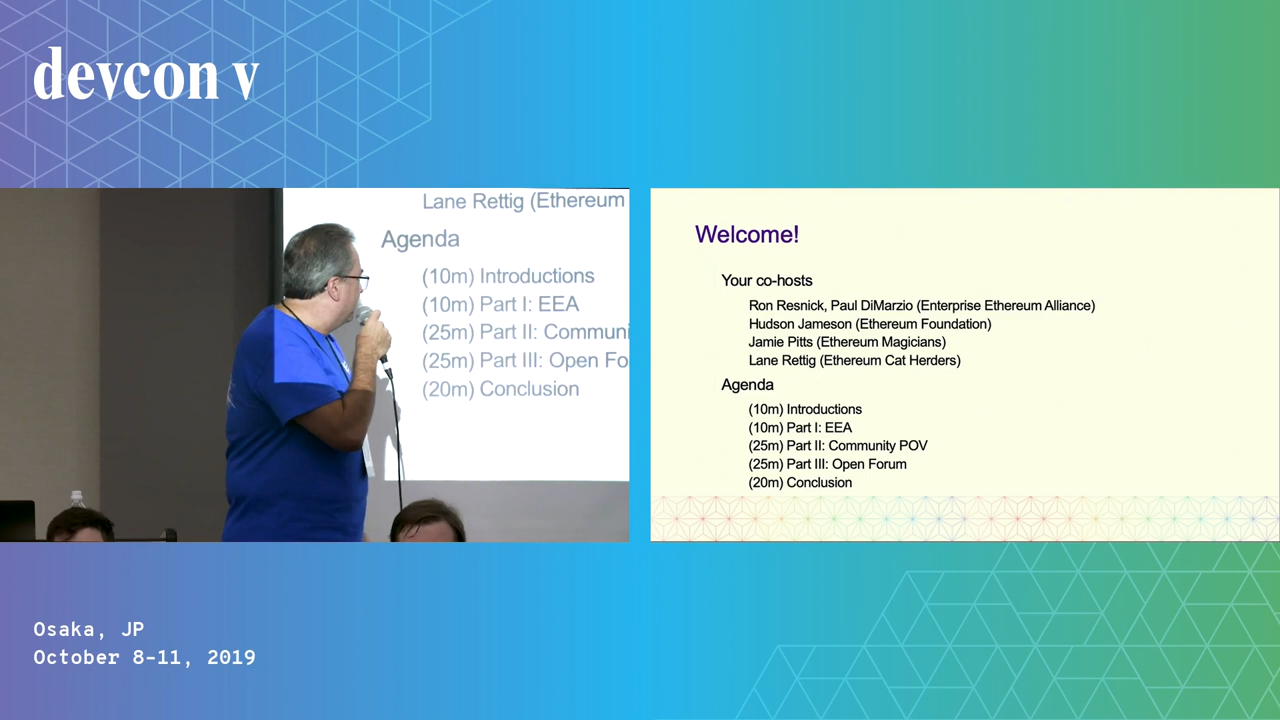 devcon v
Lane Rettig (Ethereum
Agenda
(10m) Introductions
(10m) Part I: EEA
(25m) Part II: Communi
(25m) Part III: Open Fo
(20m) Conclusion
Welcome!
Your co-hosts
Ron Resnick, Paul DiMarzio (Enterprise Ethereum Alliance)
Hudson Jameson (Ethereum Foundation)
Jamie Pitts (Ethereum Magicians)
Lane Rettig (Ethereum Cat Herders)
Agenda
(10m) Introductions
(10m) Part I: EEA
(25m) Part II: Community POV
(25m) Part III: Open Forum
(20m) Conclusion
Osaka, JP
October 8-11, 2019